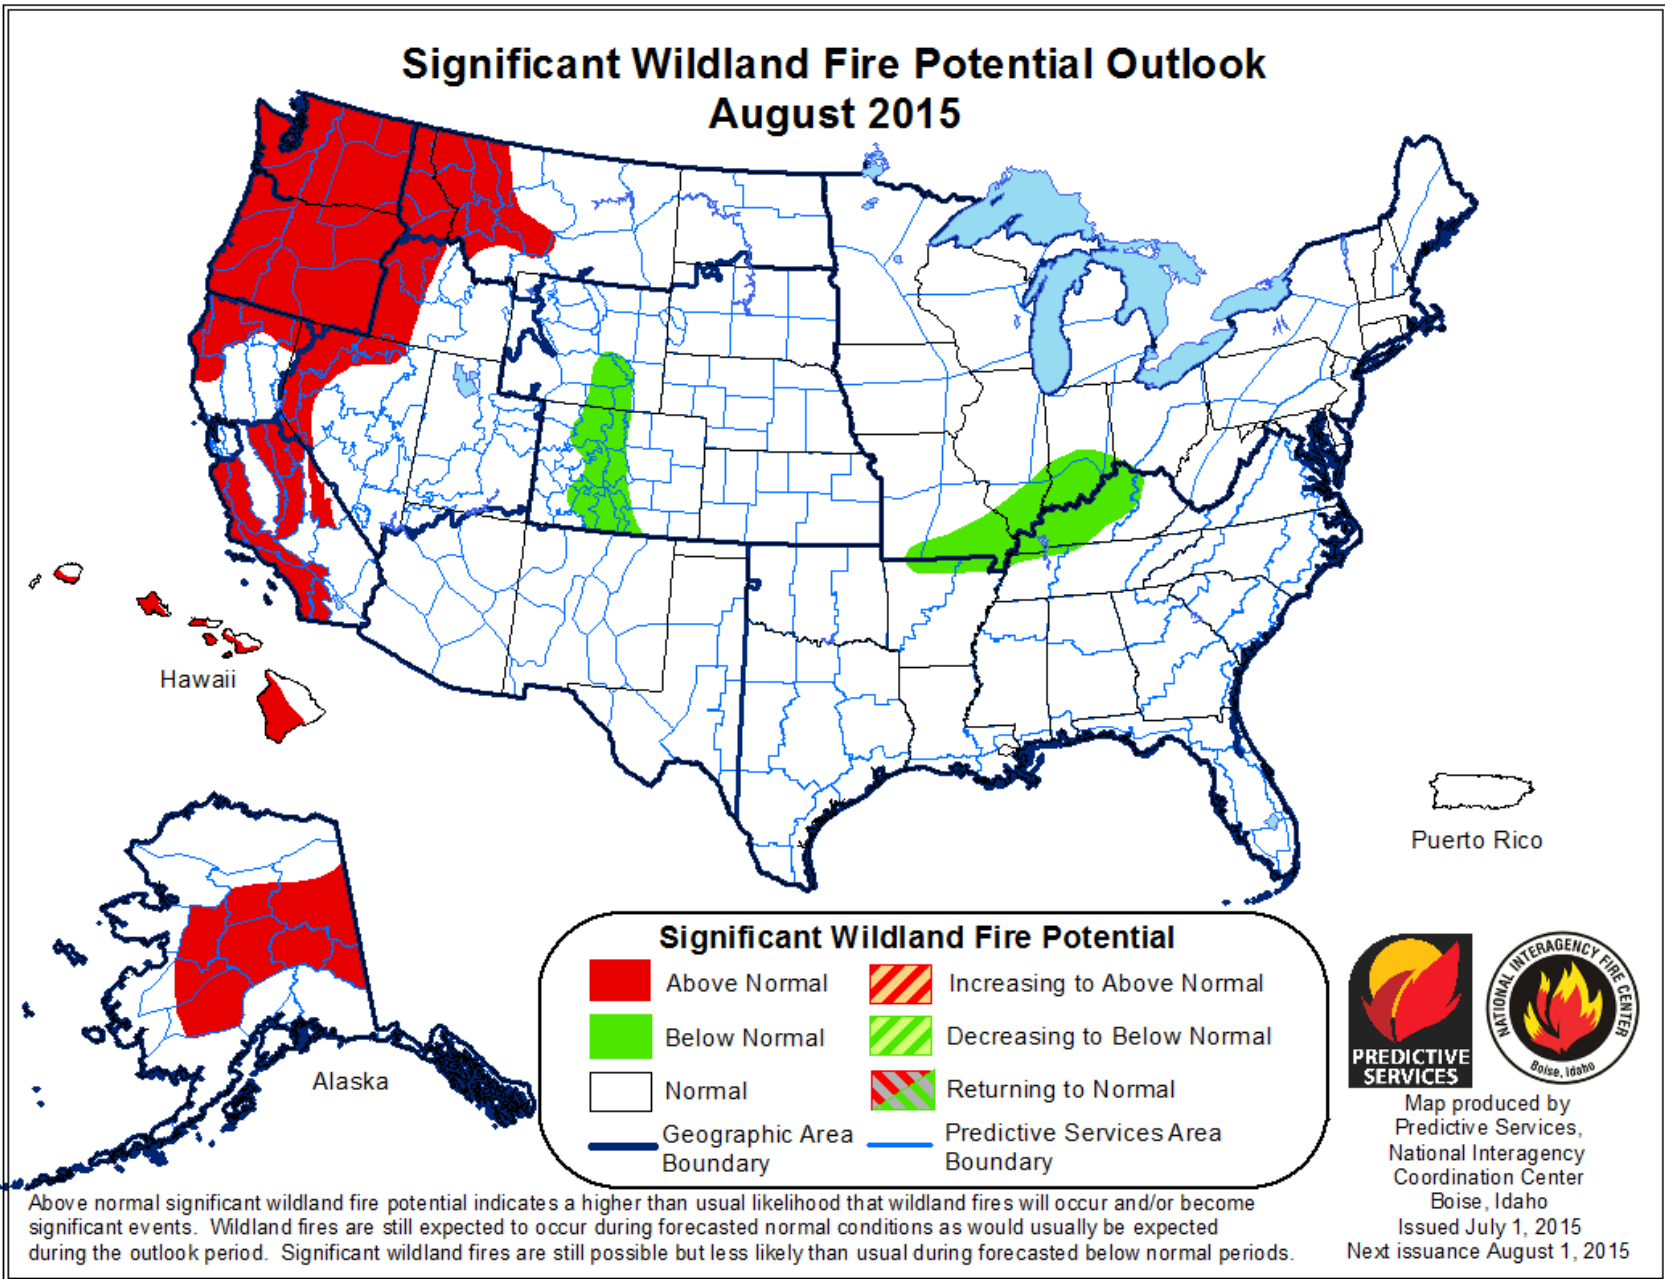 Significant Wildland Fire Potential Outlook
August 2015
Hawaii
Puerto Rico
Alaska
Significant Wildland Fire Potential
Above Normal
Increasing to Above Normal
Below Normal
Decreasing to Below Normal
Normal
Returning to Normal
Geographic Area
Boundary
Predictive Services Area
Boundary
PREDICTIVE
SERVICES
NATIONAL INTERAGENCY FIRE CENTER
Boise, Idaho
Map produced by
Predictive Services,
National Interagency
Coordination Center
Boise, Idaho
Issued July 1, 2015
Next issuance August 1, 2015
Above normal significant wildland fire potential indicates a higher than usual likelihood that wildland fires will occur and/or become
significant events. Wildland fires are still expected to occur during forecasted normal conditions as would usually be expected
during the outlook period. Significant wildland fires are still possible but less likely than usual during forecasted below normal periods.